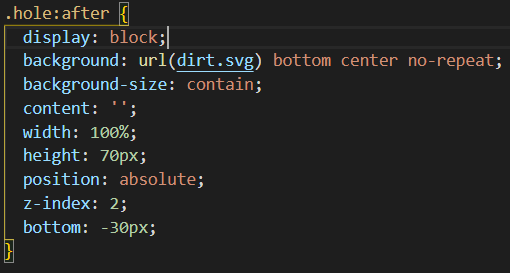 .hole:after {
display: block;
background: url(dirt.svg) bottom center no-repeat;
background-size: contain;
content: '';
width: 100%;
height: 70px;
position: absolute;
z-index: 2;
bottom: -30px;
}